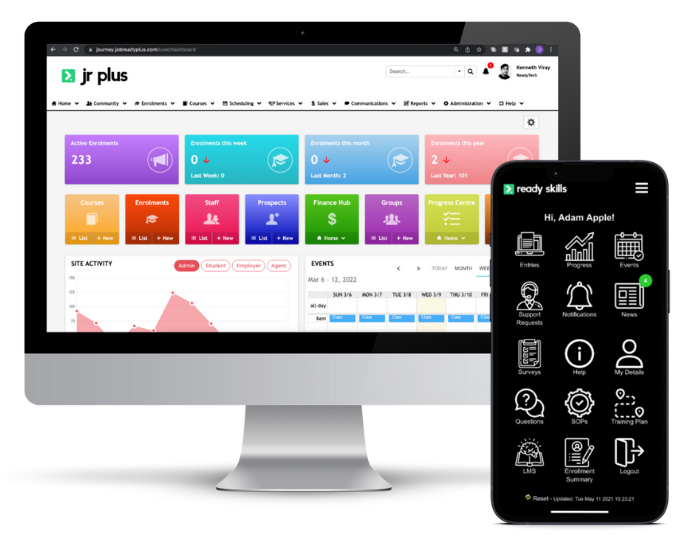 journey.jobreadyplus.com/user/dashboard
jr plus
Search...
Kenneth Viray
ReadyTech
Home Community Enrolments Courses Scheduling Services Sales Communications Reports Administration Help
Active Enrolments
233
Enrolments this week
0
Last Week: 0
Enrolments this month
0
Last Month: 2
Enrolments this year
2
Last Year: 101
Courses
List + New
Enrolments
List + New
Staff
List + New
Prospects
List + New
Finance Hub
$
Home
Groups
List + New
Progress Centre
Home
SITE ACTIVITY
Admin Student Employer Agent
150
125
100
75
EVENTS
TODAY MONTH WEE
Mar 6 - 12, 2022
SUN 3/6 MON 3/7 TUE 3/8 WED 3/9 THU 3/10 FRI
all-day
6am
ready skills
Hi, Adam Apple!
Entries
Progress
Events
Support
Requests
Notifications
4
News
Surveys
Help
My Details
Questions
SOPs
Training Plan
LMS
Enrollment
Summary
Logout
Reset - Updated: Tue May 11 2021 10:23:21